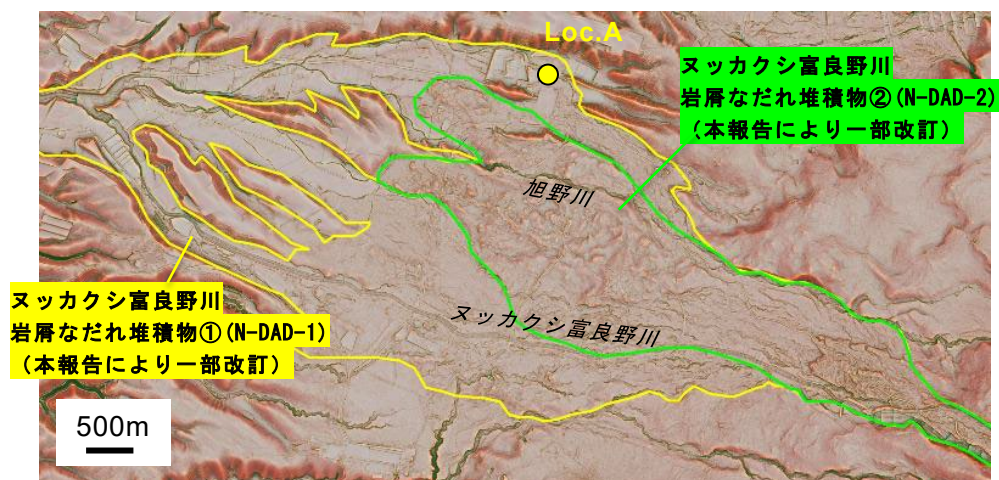 Loc.A
ヌッカクシ富良野川
岩屑なだれ堆積物②(N-DAD-2)
(本報告により一部改訂)
旭野川
ヌッカクシ富良野川
岩屑なだれ堆積物①(N-DAD-1)
(本報告により一部改訂)
ヌッカクシ富良野川
500m